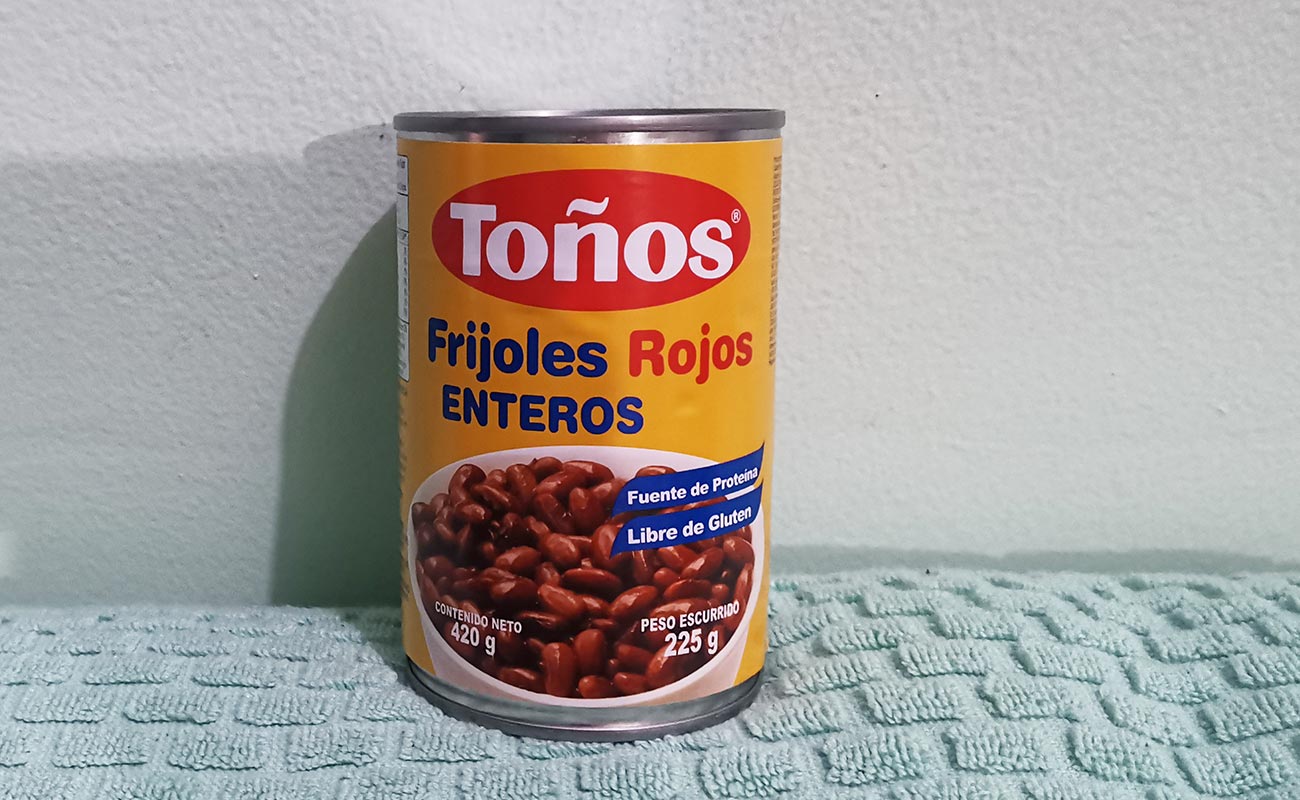 Toños®
Frijoles Rojos
ENTEROS
Fuente de Proteína
Libre de Gluten
CONTENIDO NETO
420 g
PESO ESCURRIDO
225 g